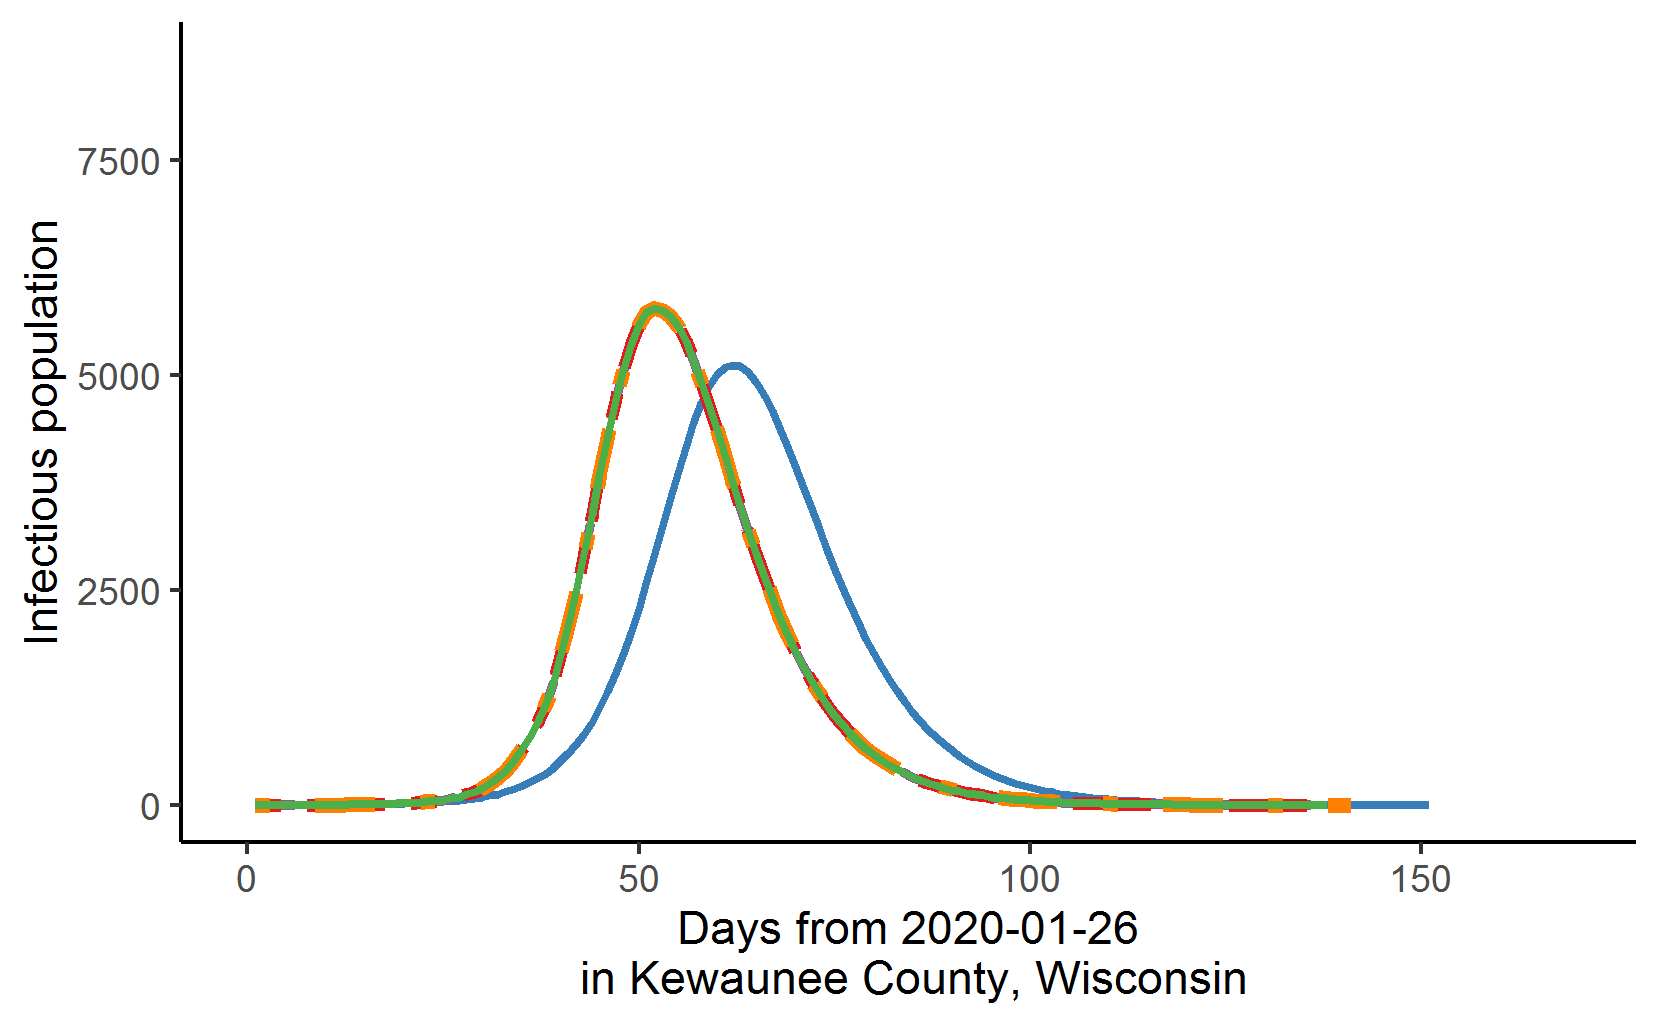 Infectious population
7500
5000
2500
0
0 50 100 150
Days from 2020-01-26
in Kewaunee County, Wisconsin